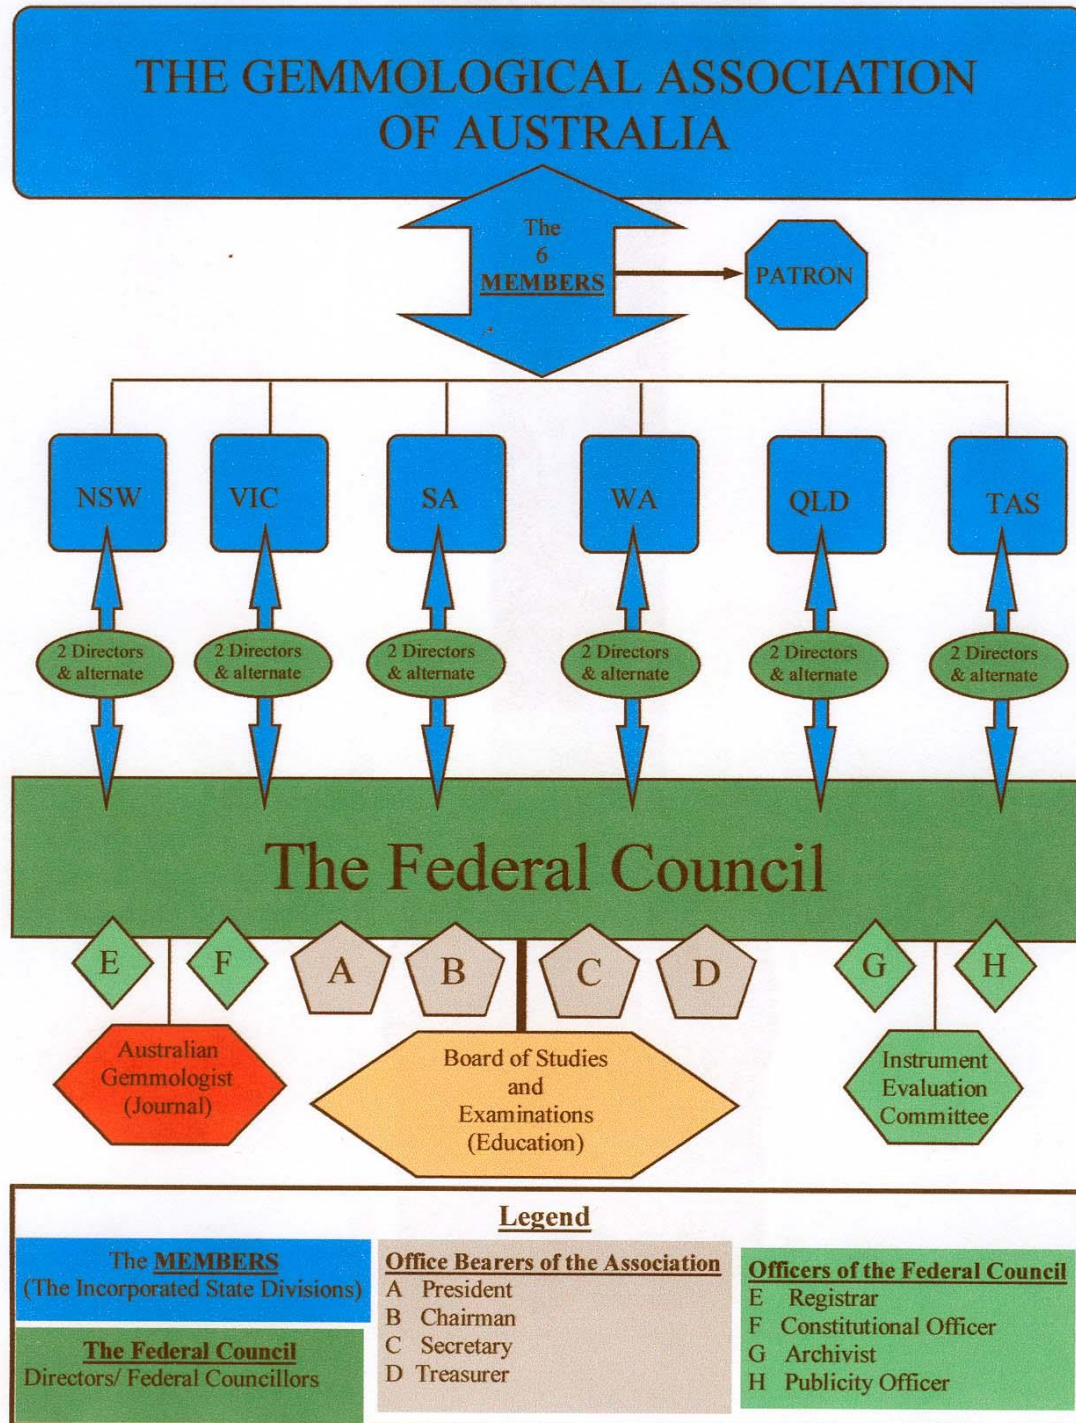 THE GEMMOLOGICAL ASSOCIATION
OF AUSTRALIA
The
6
MEMBERS
PATRON
NSW
VIC
SA
WA
QLD
TAS
2 Directors
& alternate
2 Directors
& alternate
2 Directors
& alternate
2 Directors
& alternate
2 Directors
& alternate
2 Directors
& alternate
The Federal Council
E
F
A
B
C
D
G
H
Australian
Gemmologist
(Journal)
Board of Studies
and
Examinations
(Education)
Instrument
Evaluation
Committee
Legend
The MEMBERS
(The Incorporated State Divisions)
The Federal Council
Directors/ Federal Councillors
Office Bearers of the Association
A President
B Chairman
C Secretary
D Treasurer
Officers of the Federal Council
E Registrar
F Constitutional Officer
G Archivist
H Publicity Officer